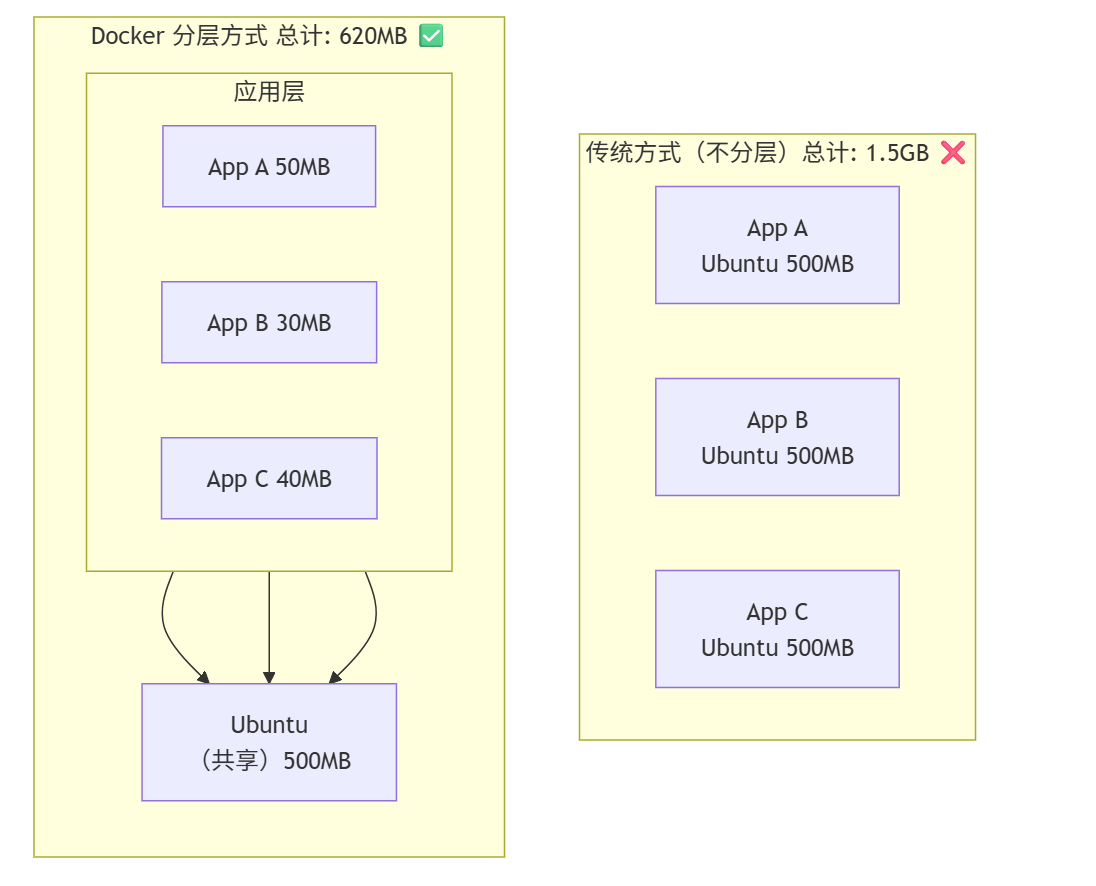 Docker 分层方式 总计: 620MB ✅
应用层
App A 50MB
App B 30MB
App C 40MB
Ubuntu
（共享）500MB
传统方式（不分层）总计: 1.5GB ❌
App A
Ubuntu 500MB
App B
Ubuntu 500MB
App C
Ubuntu 500MB